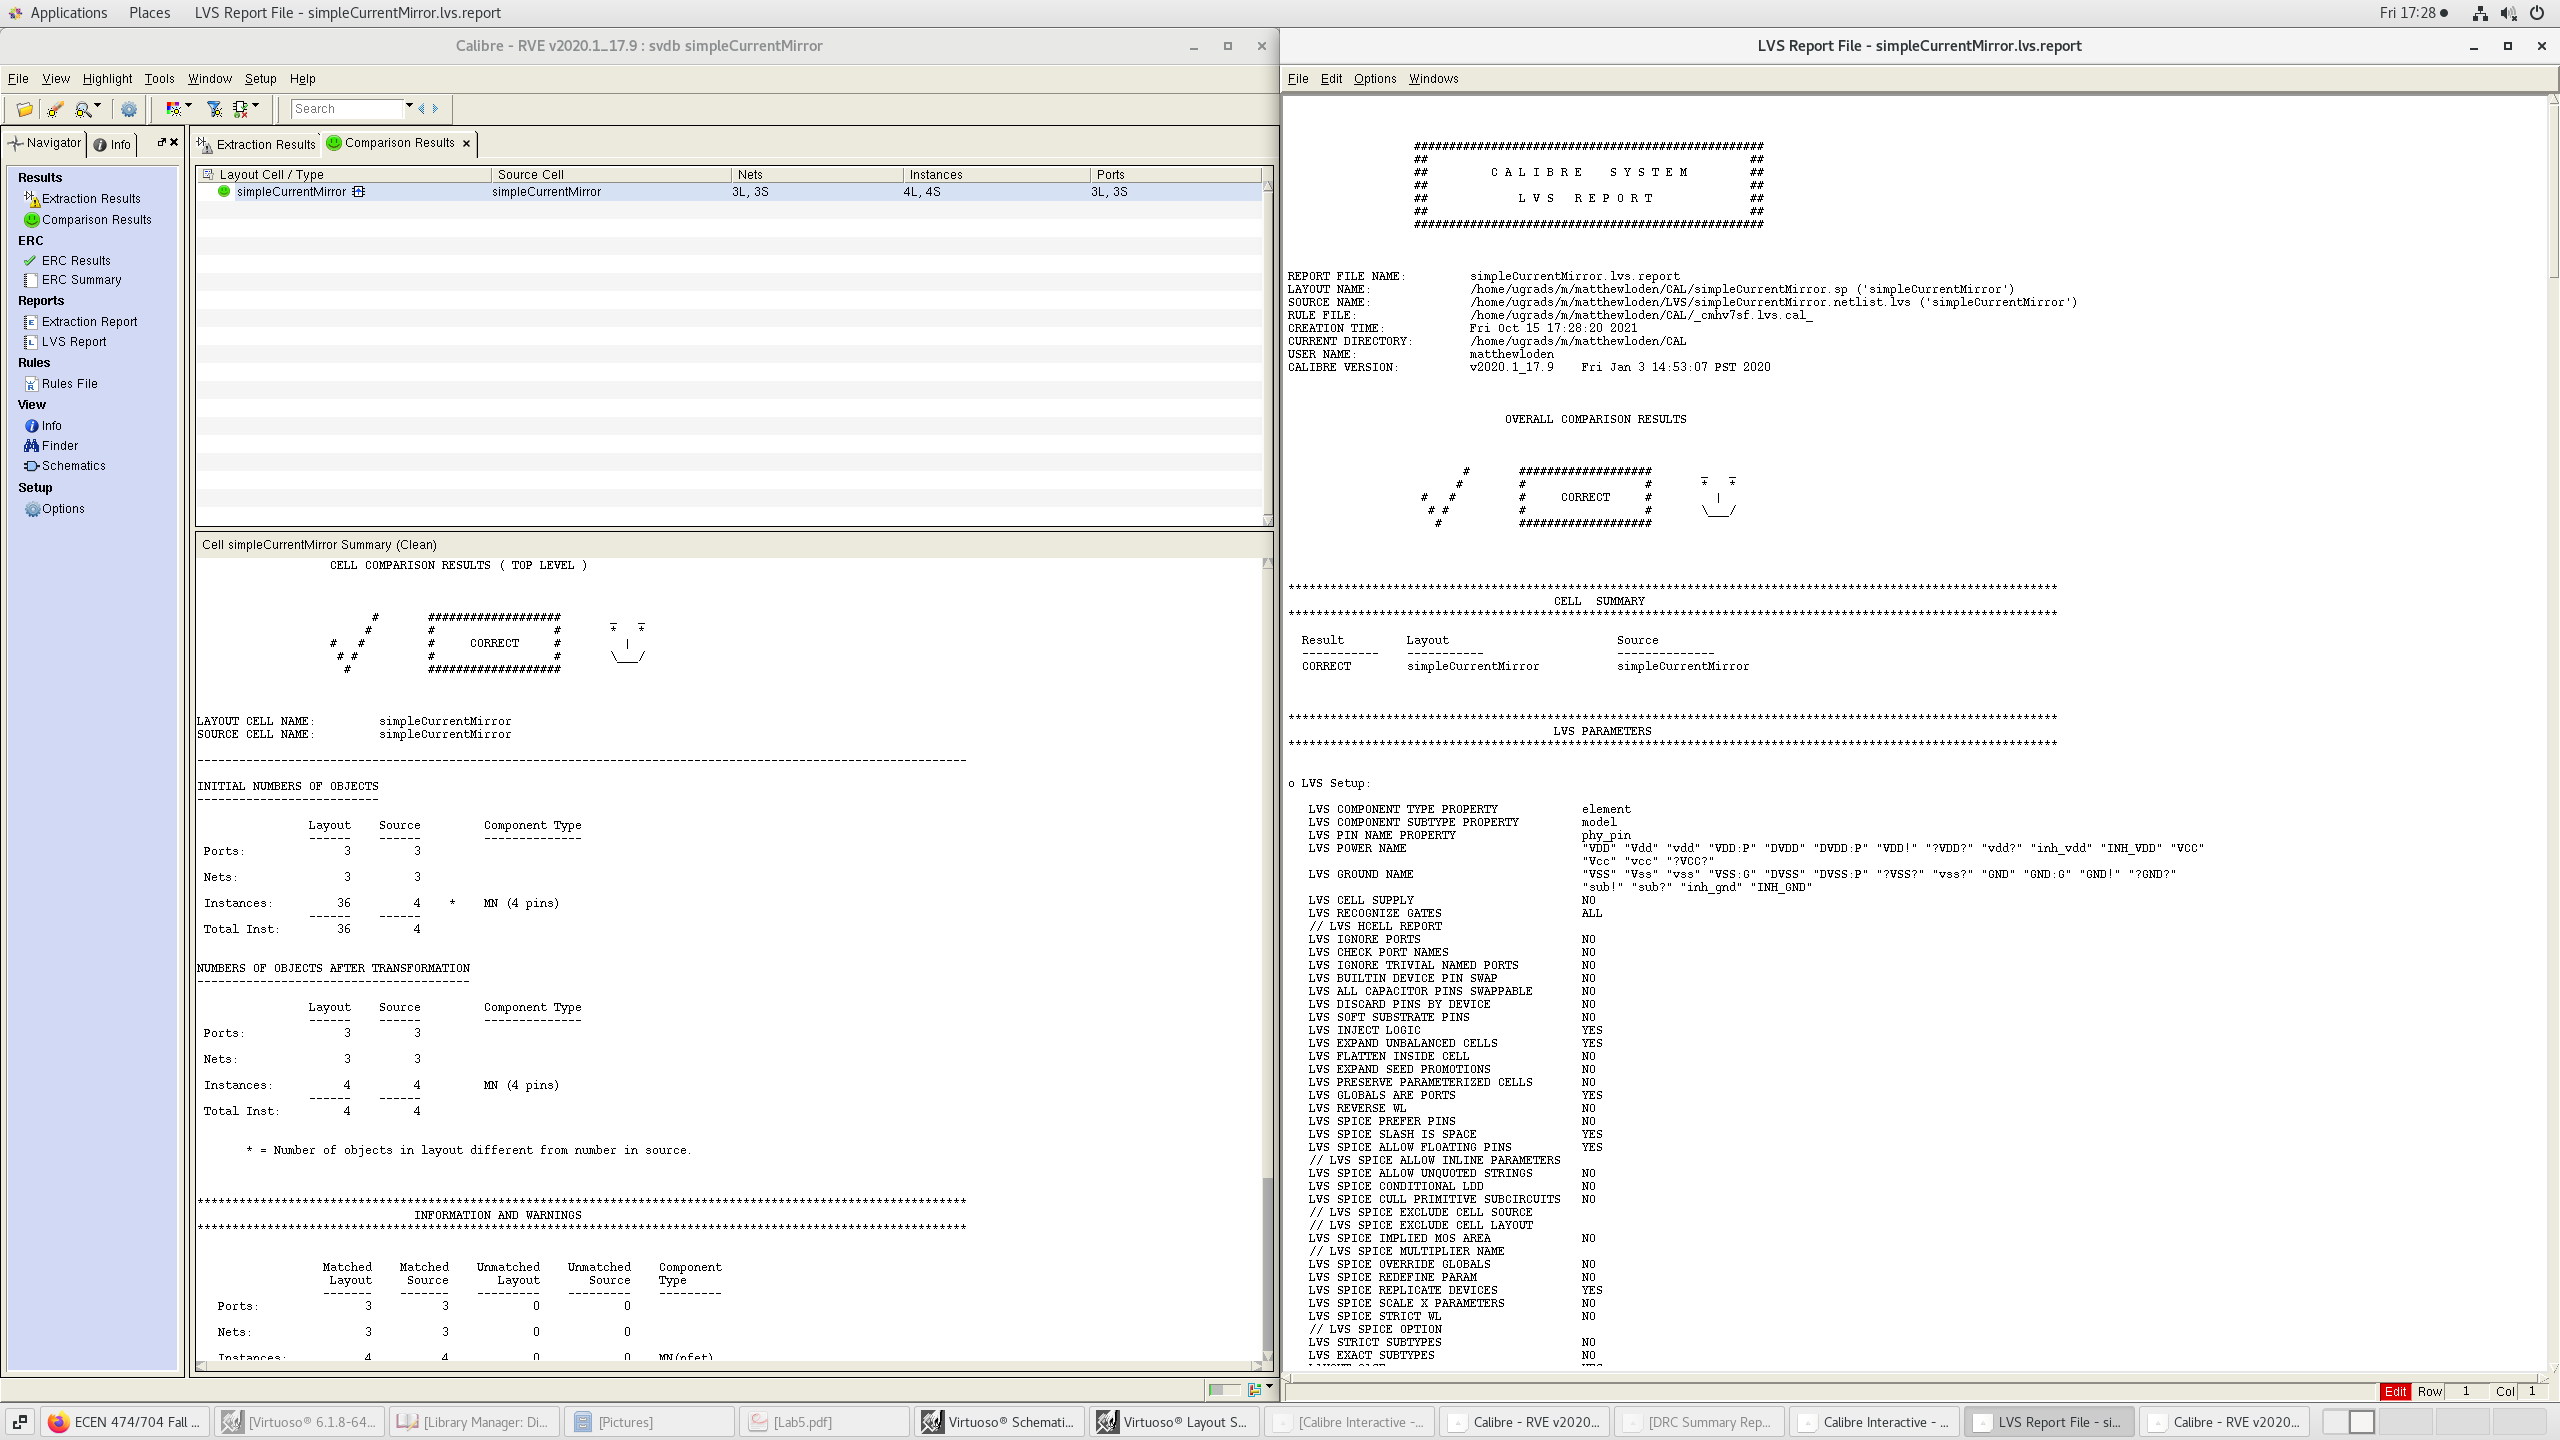 Applications Places LVS Report File - simpleCurrentMirror.lvs.report Fri 17:28
Calibre - RVE v2020.1_17.9 : svdb simpleCurrentMirror
File View Highlight Tools Window Setup Help
Search
Navigator Info
Results
Extraction Results
Comparison Results
ERC
ERC Results
ERC Summary
Reports
Extraction Report
LVS Report
Rules
Rules File
View
Info
Finder
Schematics
Setup
Options
Extraction Results Comparison Results
Layout Cell / Type Source Cell Nets Instances Ports
simpleCurrentMirror simpleCurrentMirror 3L, 3S 4L, 4S 3L, 3S
Cell simpleCurrentMirror Summary (Clean)
CELL COMPARISON RESULTS ( TOP LEVEL )
# ###################
# # # * *
# # # CORRECT # |
# # # # \___/
# ###################
LAYOUT CELL NAME: simpleCurrentMirror
SOURCE CELL NAME: simpleCurrentMirror
INITIAL NUMBERS OF OBJECTS
Layout Source Component Type
Ports: 3 3
Nets: 3 3
Instances: 36 4 * MN (4 pins)
Total Inst: 36 4
NUMBERS OF OBJECTS AFTER TRANSFORMATION
Layout Source Component Type
Ports: 3 3
Nets: 3 3
Instances: 4 4 MN (4 pins)
Total Inst: 4 4
* = Number of objects in layout different from number in source.
INFORMATION AND WARNINGS
Matched Matched Unmatched Unmatched Component
Layout Source Layout Source Type
Ports: 3 3 0 0
Nets: 3 3 0 0
Instances: 4 4 0 0 MN(nfet)
LVS Report File - simpleCurrentMirror.lvs.report
File Edit Options Windows
##################################################
## ##
## C A L I B R E S Y S T E M ##
## ##
## L V S R E P O R T ##
## ##
##################################################
REPORT FILE NAME: simpleCurrentMirror.lvs.report
LAYOUT NAME: /home/ugrads/m/matthewloden/CAL/simpleCurrentMirror.sp ('simpleCurrentMirror')
SOURCE NAME: /home/ugrads/m/matthewloden/LVS/simpleCurrentMirror.netlist.lvs ('simpleCurrentMirror')
RULE FILE: /home/ugrads/m/matthewloden/CAL/_cmhv7sf.lvs.cal_
CREATION TIME: Fri Oct 15 17:28:20 2021
CURRENT DIRECTORY: /home/ugrads/m/matthewloden/CAL
USER NAME: matthewloden
CALIBRE VERSION: v2020.1_17.9 Fri Jan 3 14:53:07 PST 2020
OVERALL COMPARISON RESULTS
# ###################
# # # * *
# # # CORRECT # |
# # # # \___/
# ###################
CELL SUMMARY
Result Layout Source
CORRECT simpleCurrentMirror simpleCurrentMirror
LVS PARAMETERS
o LVS Setup:
LVS COMPONENT TYPE PROPERTY element
LVS COMPONENT SUBTYPE PROPERTY model
LVS PIN NAME PROPERTY phy_pin
LVS POWER NAME "VDD" "Vdd" "vdd" "VDD:P" "DVDD" "DVDD:P" "VDD!" "?VDD?" "vdd?" "inh_vdd" "INH_VDD" "VCC"
"Vcc" "vcc" "?VCC?"
LVS GROUND NAME "VSS" "Vss" "vss" "VSS:G" "DVSS" "DVSS:P" "?VSS?" "vss?" "GND" "GND:G" "GND!" "?GND?"
"sub!" "sub?" "inh_gnd" "INH_GND"
LVS CELL SUPPLY NO
LVS RECOGNIZE GATES ALL
// LVS HCELL REPORT
LVS IGNORE PORTS NO
LVS CHECK PORT NAMES NO
LVS IGNORE TRIVIAL NAMED PORTS NO
LVS BUILTIN DEVICE PIN SWAP NO
LVS ALL CAPACITOR PINS SWAPPABLE NO
LVS DISCARD PINS BY DEVICE NO
LVS SOFT SUBSTRATE PINS NO
LVS INJECT LOGIC YES
LVS EXPAND UNBALANCED CELLS YES
LVS FLATTEN INSIDE CELL NO
LVS EXPAND SEED PROMOTIONS NO
LVS PRESERVE PARAMETERIZED CELLS NO
LVS GLOBALS ARE PORTS YES
LVS REVERSE WL NO
LVS SPICE PREFER PINS NO
LVS SPICE SLASH IS SPACE YES
LVS SPICE ALLOW FLOATING PINS YES
// LVS SPICE ALLOW INLINE PARAMETERS
LVS SPICE ALLOW UNQUOTED STRINGS NO
LVS SPICE CONDITIONAL LDD NO
LVS SPICE CULL PRIMITIVE SUBCIRCUITS NO
// LVS SPICE EXCLUDE CELL SOURCE
// LVS SPICE EXCLUDE CELL LAYOUT
LVS SPICE IMPLIED MOS AREA NO
// LVS SPICE MULTIPLIER NAME
LVS SPICE OVERRIDE GLOBALS NO
LVS SPICE REDEFINE PARAM NO
LVS SPICE REPLICATE DEVICES YES
LVS SPICE SCALE X PARAMETERS NO
LVS SPICE STRICT WL NO
// LVS SPICE OPTION
LVS STRICT SUBTYPES NO
LVS EXACT SUBTYPES NO
Edit Row 1 Col 1
ECEN 474/704 Fall ... [Virtuoso® 6.1.8-64... [Library Manager: Di... [Pictures] [Lab5.pdf] Virtuoso® Schemati... Virtuoso® Layout S... [Calibre Interactive -... Calibre - RVE v2020... [DRC Summary Rep... Calibre Interactive - ... LVS Report File - si... Calibre - RVE v2020...